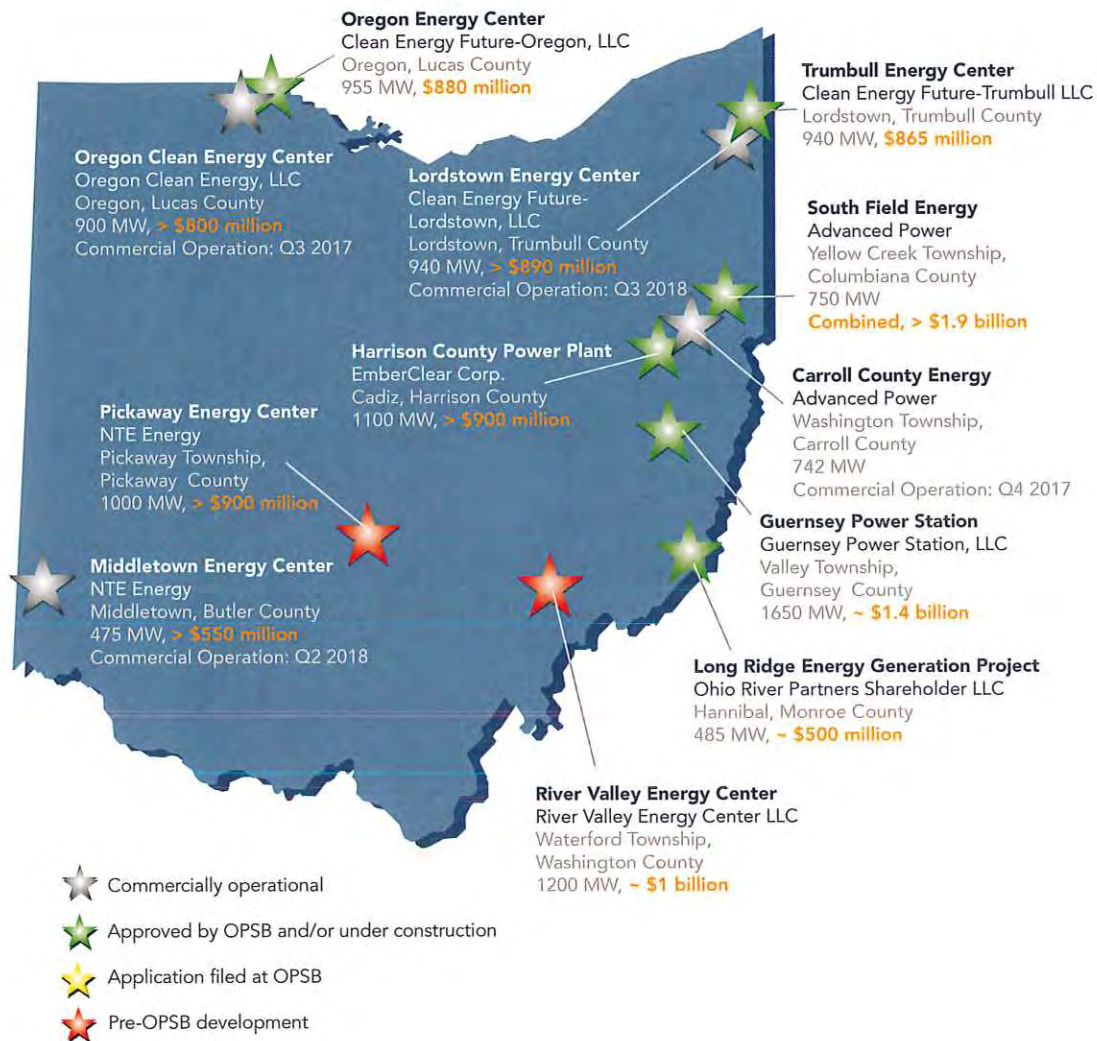 Oregon Energy Center
Clean Energy Future-Oregon, LLC
Oregon, Lucas County
955 MW, $880 million
Trumbull Energy Center
Clean Energy Future-Trumbull LLC
Lordstown, Trumbull County
940 MW, $865 million
Oregon Clean Energy Center
Oregon Clean Energy, LLC
Oregon, Lucas County
900 MW, > $800 million
Commercial Operation: Q3 2017
Lordstown Energy Center
Clean Energy Future-
Lordstown, LLC
Lordstown, Trumbull County
940 MW, > $890 million
Commercial Operation: Q3 2018
South Field Energy
Advanced Power
Yellow Creek Township,
Columbiana County
750 MW
Combined, > $1.9 billion
Harrison County Power Plant
EmberClear Corp.
Cadiz, Harrison County
1100 MW, > $900 million
Carroll County Energy
Advanced Power
Washington Township,
Carroll County
742 MW
Commercial Operation: Q4 2017
Pickaway Energy Center
NTE Energy
Pickaway Township,
Pickaway County
1000 MW, > $900 million
Guernsey Power Station
Guernsey Power Station, LLC
Valley Township,
Guernsey County
1650 MW, ~ $1.4 billion
Middletown Energy Center
NTE Energy
Middletown, Butler County
475 MW, > $550 million
Commercial Operation: Q2 2018
Long Ridge Energy Generation Project
Ohio River Partners Shareholder LLC
Hannibal, Monroe County
485 MW, ~ $500 million
River Valley Energy Center
River Valley Energy Center LLC
Waterford Township,
Washington County
1200 MW, ~ $1 billion
Commercially operational
Approved by OPSB and/or under construction
Application filed at OPSB
Pre-OPSB development